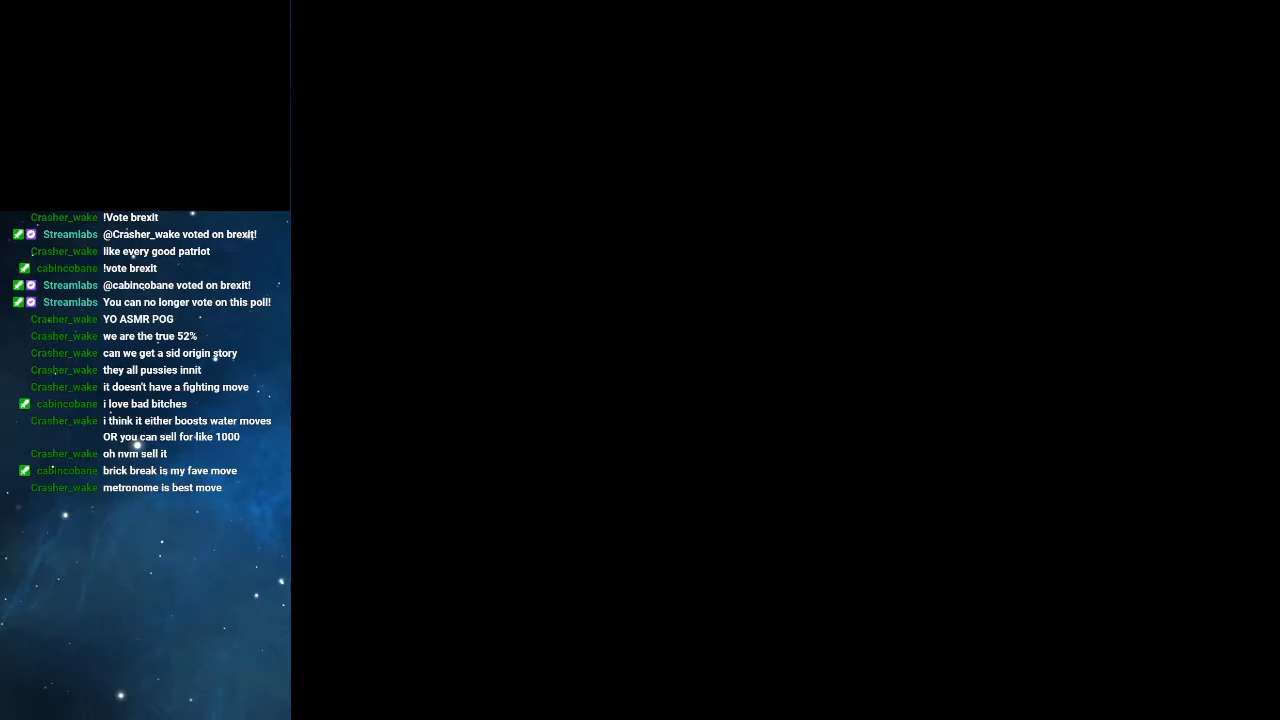 Crasher_wake !Vote brexit
Streamlabs @Crasher_wake voted on brexit!
Crasher_wake like every good patriot
cabincobane !vote brexit
Streamlabs @cabincobane voted on brexit!
Streamlabs You can no longer vote on this poll!
Crasher_wake YO ASMR POG
Crasher_wake we are the true 52%
Crasher_wake can we get a sid origin story
Crasher_wake they all pussies innit
Crasher_wake it doesn't have a fighting move
cabincobane i love bad bitches
Crasher_wake i think it either boosts water moves
OR you can sell for like 1000
Crasher_wake oh nvm sell it
cabincobane brick break is my fave move
Crasher_wake metronome is best move